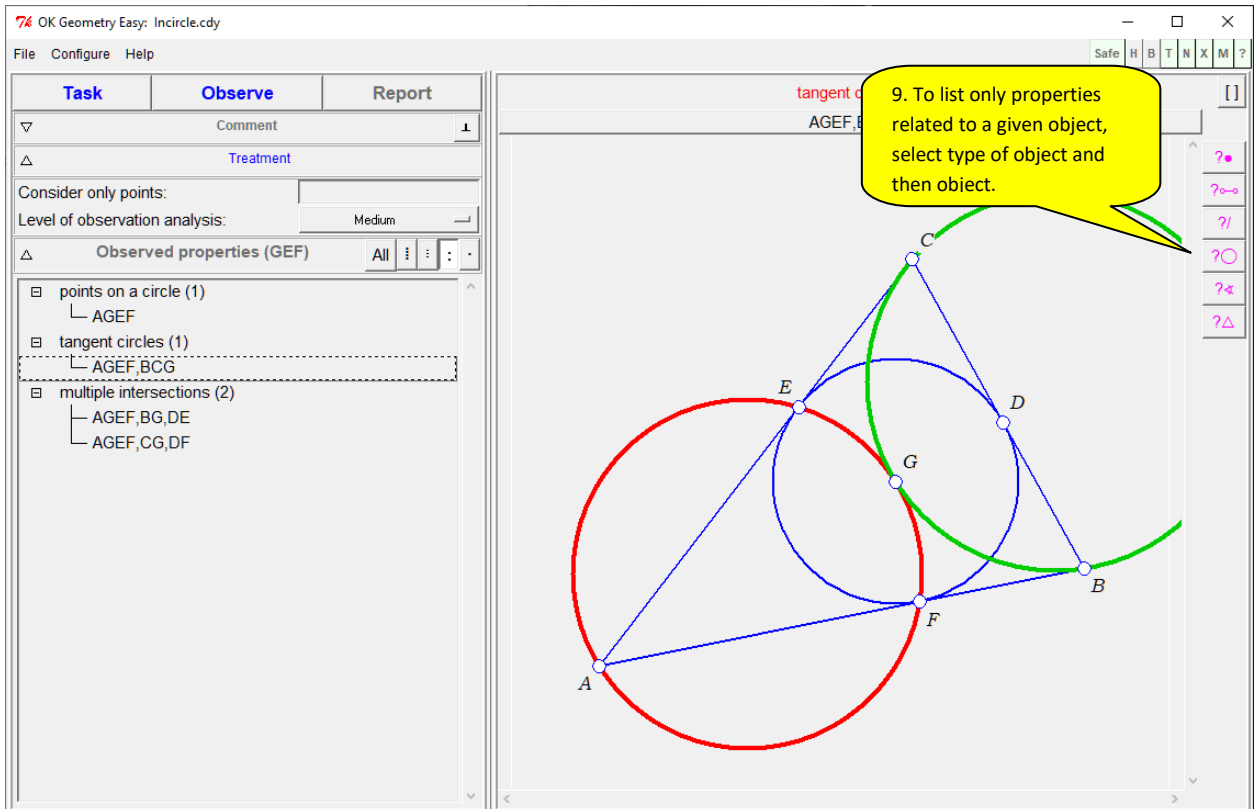 7% OK Geometry Easy: Incircle.cdy
File Configure Help
Safe H B T N X M ?
Task Observe Report
Comment
Treatment
Consider only points:
Level of observation analysis: Medium
Observed properties (GEF) All
points on a circle (1)
AGEF
tangent circles (1)
AGEF,BCG
multiple intersections (2)
AGEF,BG,DE
AGEF,CG,DF
tangent
[ ]
AGEF,
9. To list only properties
related to a given object,
select type of object and
then object.
?●
?⊶
?/
?○
?∢
?△
C
E
D
G
B
F
A